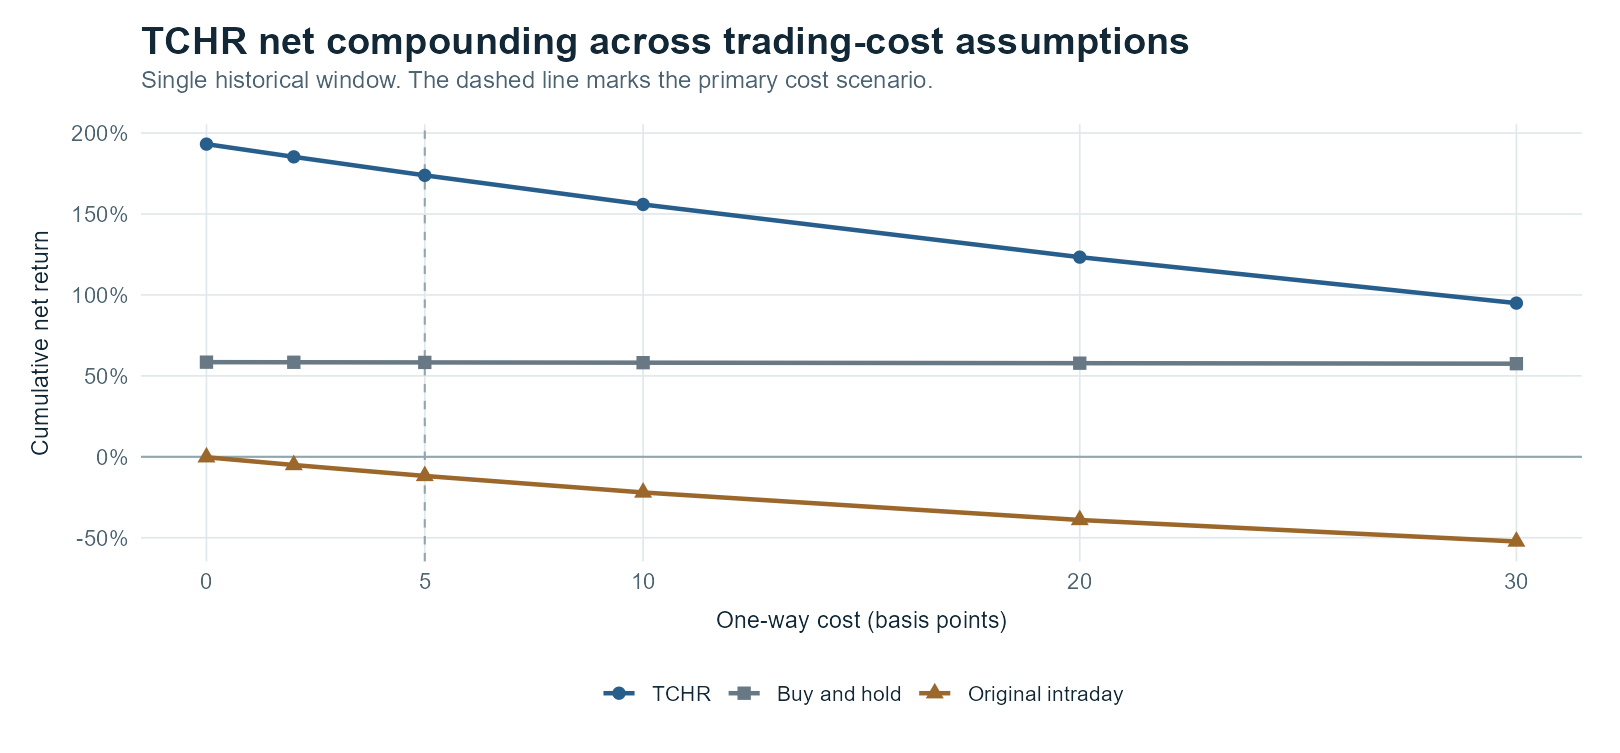 TCHR net compounding across trading-cost assumptions
Single historical window. The dashed line marks the primary cost scenario.
Cumulative net return
200%
150%
100%
50%
0%
-50%
0 5 10 20 30
One-way cost (basis points)
TCHR Buy and hold Original intraday